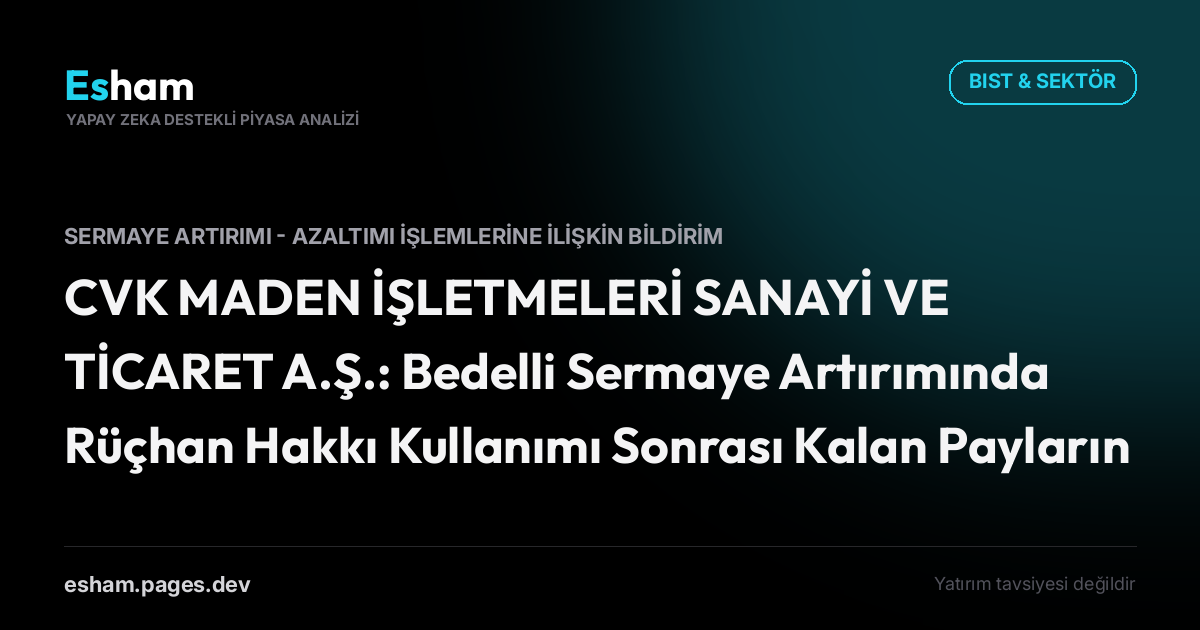 Esham
BIST & SEKTÖR
YAPAY ZEKA DESTEKLİ PİYASA ANALİZİ
SERMAYE ARTIRIMI - AZALTIMI İŞLEMLERİNE İLİŞKİN BİLDİRİM
CVK MADEN İŞLETMELERİ SANAYİ VE
TİCARET A.Ş.: Bedelli Sermaye Artırımında
Rüçhan Hakkı Kullanımı Sonrası Kalan Payların
esham.pages.dev
Yatırım tavsiyesi değildir